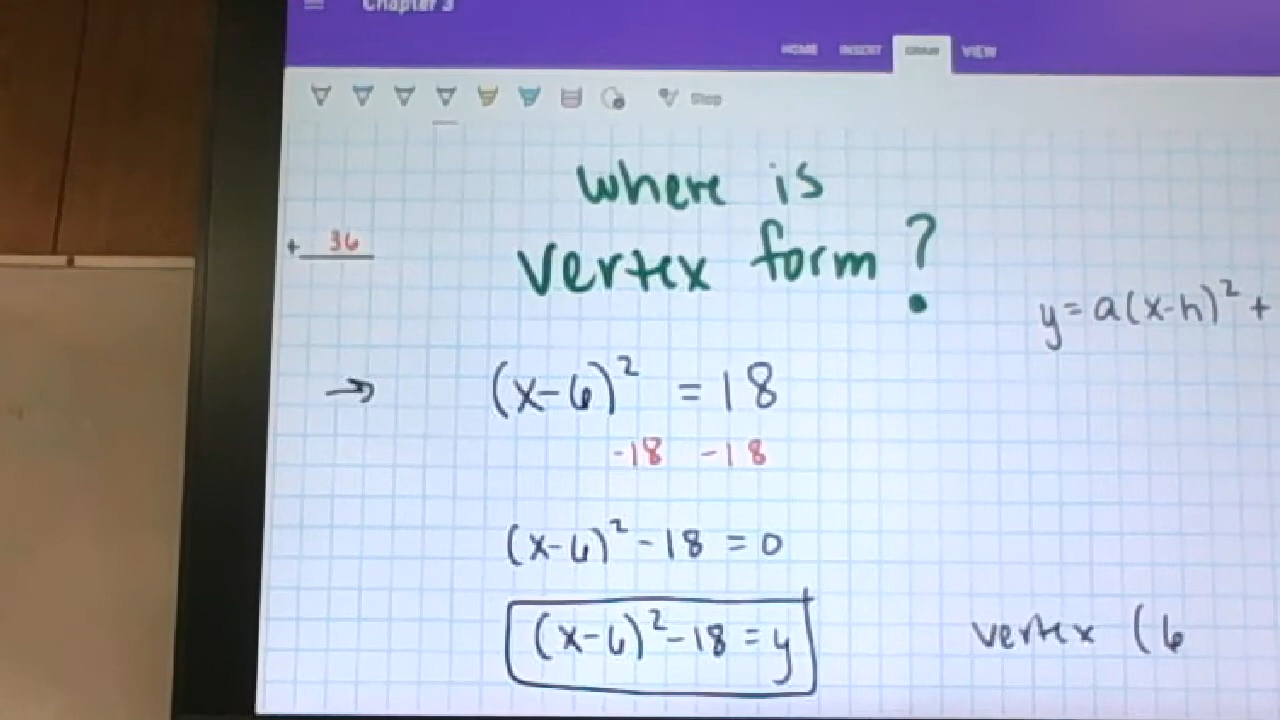 Chapter 3
HOME INSERT DRAW VIEW
Stop
where is
vertex form ?
+ 36
y = a(x-h)² +
→ (x-6)² = 18
-18 -18
(x-6)² - 18 = 0
(x-6)² - 18 = y
vertex (6